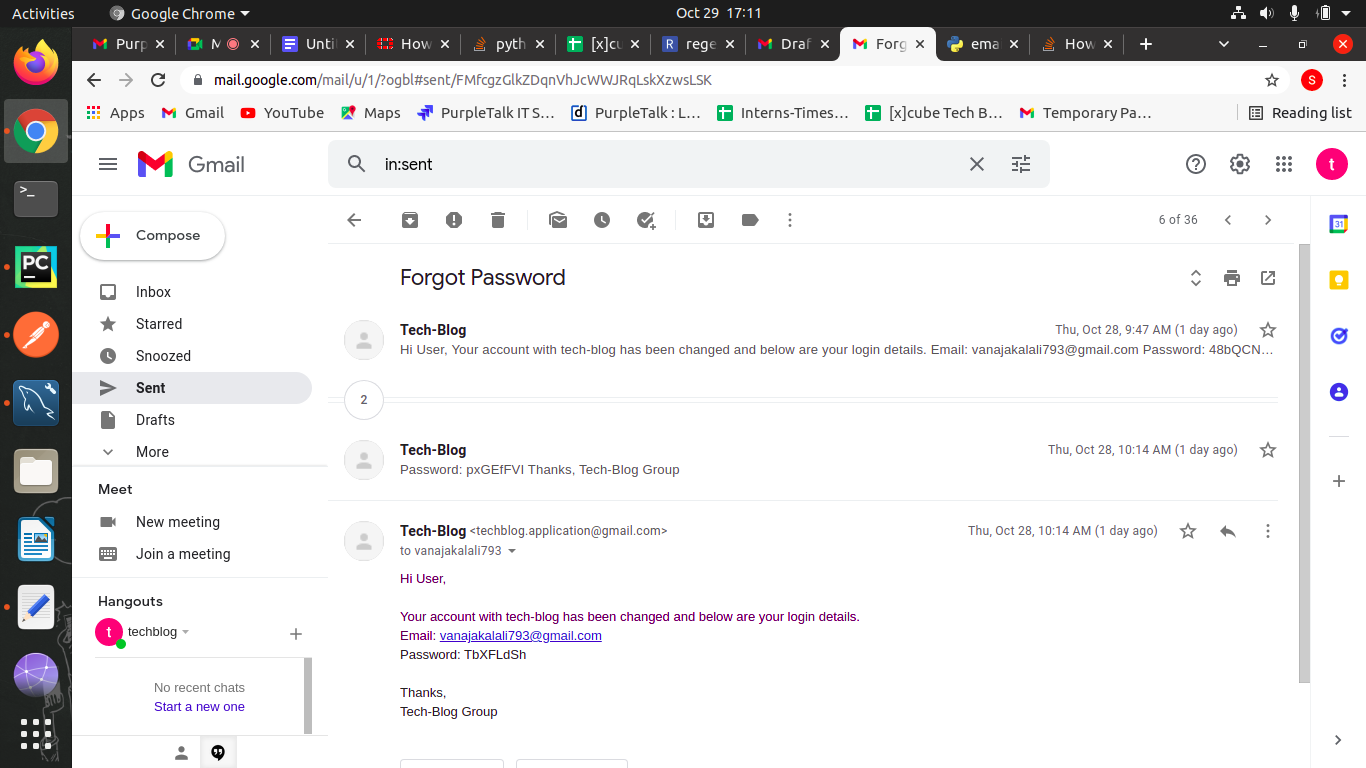 Activities
Google Chrome
Oct 29 17:11
Purp
M
Unti
How
pyth
[x]cu
rege
Draf
Forg
ema
How
mail.google.com/mail/u/1/?ogbl#sent/FMfcgzGlkZDqnVhJcWWJRqLskXzwsLSK
S
Apps
Gmail
YouTube
Maps
PurpleTalk IT S...
PurpleTalk : L...
Interns-Times...
[x]cube Tech B...
Temporary Pa...
Reading list
Gmail
in:sent
t
Compose
6 of 36
Inbox
Starred
Snoozed
Sent
Drafts
More
Meet
New meeting
Join a meeting
Hangouts
t techblog
No recent chats
Start a new one
Forgot Password
Tech-Blog
Thu, Oct 28, 9:47 AM (1 day ago)
Hi User, Your account with tech-blog has been changed and below are your login details. Email: vanajakalali793@gmail.com Password: 48bQCN...
2
Tech-Blog
Thu, Oct 28, 10:14 AM (1 day ago)
Password: pxGEfFVI Thanks, Tech-Blog Group
Tech-Blog <techblog.application@gmail.com>
Thu, Oct 28, 10:14 AM (1 day ago)
to vanajakalali793
Hi User,
Your account with tech-blog has been changed and below are your login details.
Email: vanajakalali793@gmail.com
Password: TbXFLdSh
Thanks,
Tech-Blog Group
31
PC
>_